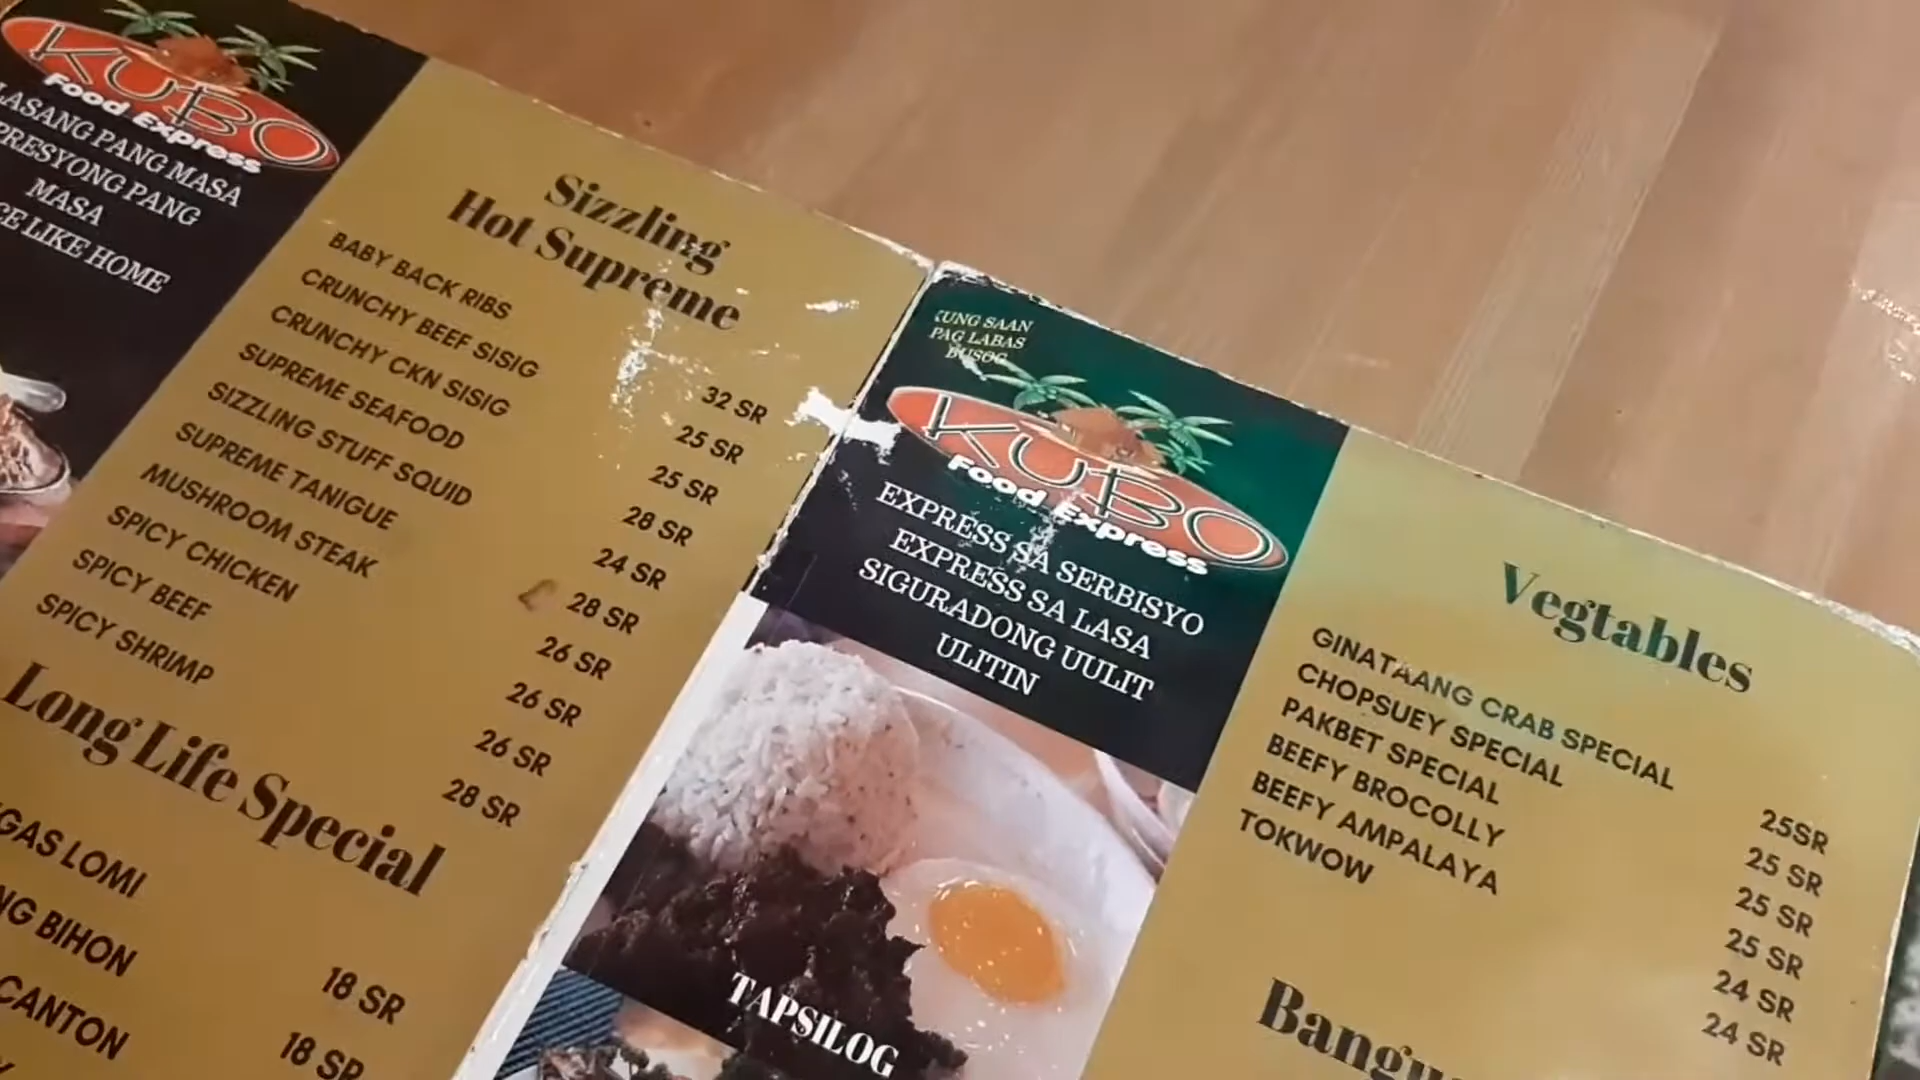 KUBO
Food Express
LASANG PANG MASA
PRESYONG PANG
MASA
LIKE HOME
Sizzling
Hot Supreme
BABY BACK RIBS 32 SR
CRUNCHY BEEF SISIG 25 SR
CRUNCHY CKN SISIG 25 SR
SUPREME SEAFOOD 28 SR
SIZZLING STUFF SQUID 24 SR
SUPREME TANIGUE 28 SR
MUSHROOM STEAK 26 SR
SPICY CHICKEN 26 SR
SPICY BEEF 26 SR
SPICY SHRIMP 28 SR
Long Life Special
LOMI 18 SR
BIHON 18 SR
CANTON
KUNG SAAN
PAG LABAS
BUSOG
KUBO
Food Express
EXPRESS SA SERBISYO
EXPRESS SA LASA
SIGURADONG UULIT
ULITIN
TAPSILOG
Vegtables
GINATAANG CRAB SPECIAL 25SR
CHOPSUEY SPECIAL 25 SR
PAKBET SPECIAL 25 SR
BEEFY BROCOLLY 25 SR
BEEFY AMPALAYA 24 SR
TOKWOW 24 SR